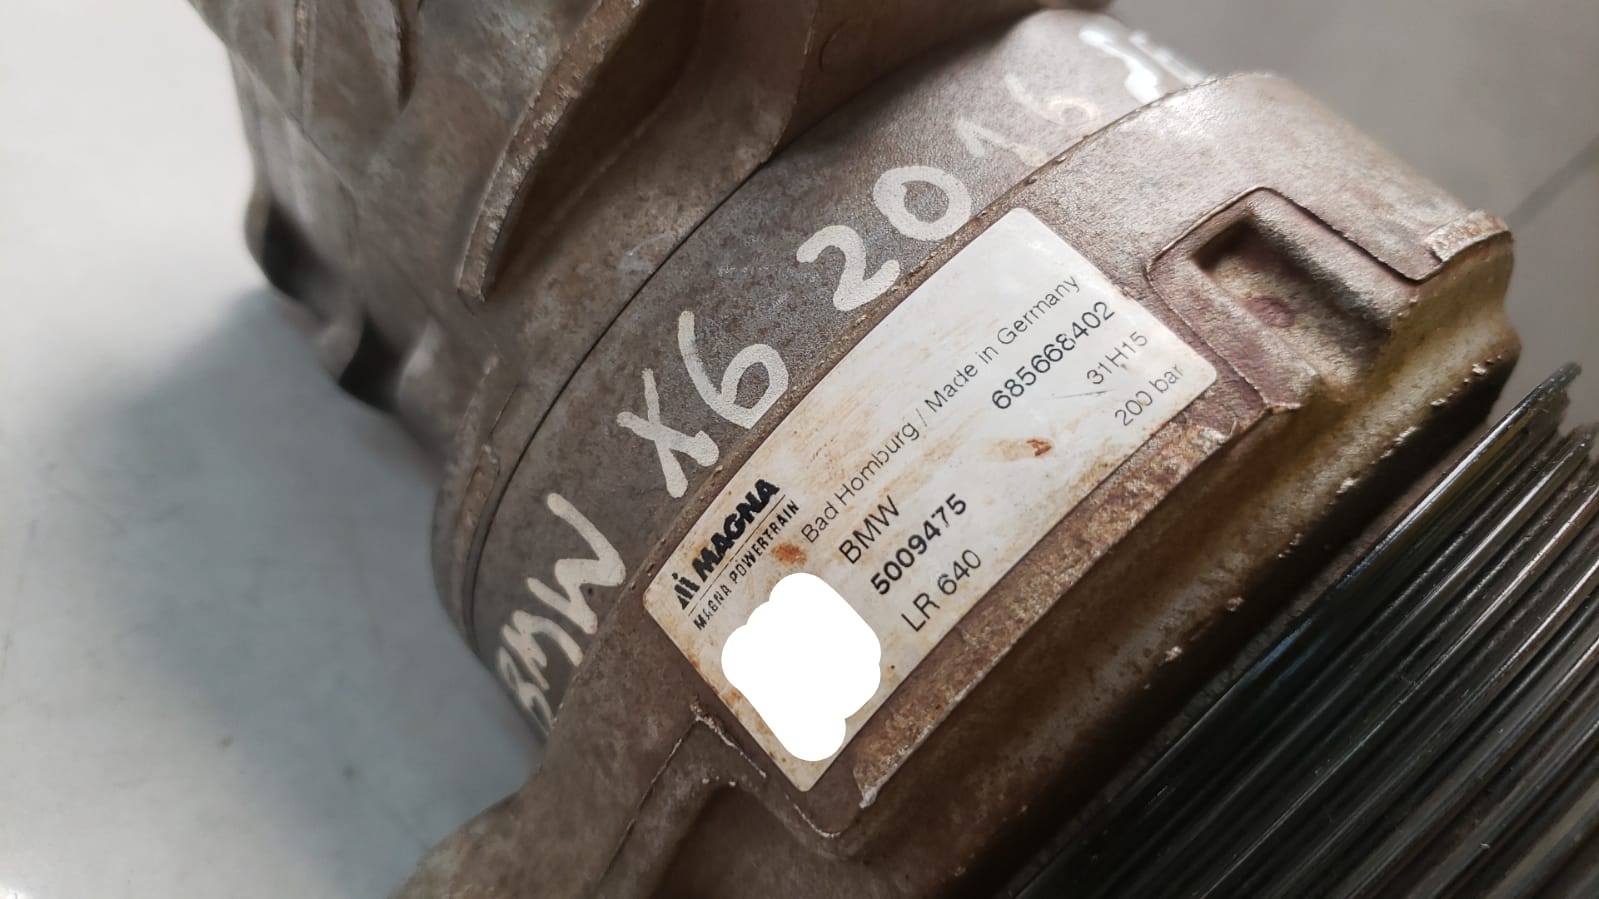 BMW X6 2016
MAGNA
MAGNA POWERTRAIN
Bad Homburg / Made in Germany
BMW 685668402
5009475 31H15
LR 640 200 bar